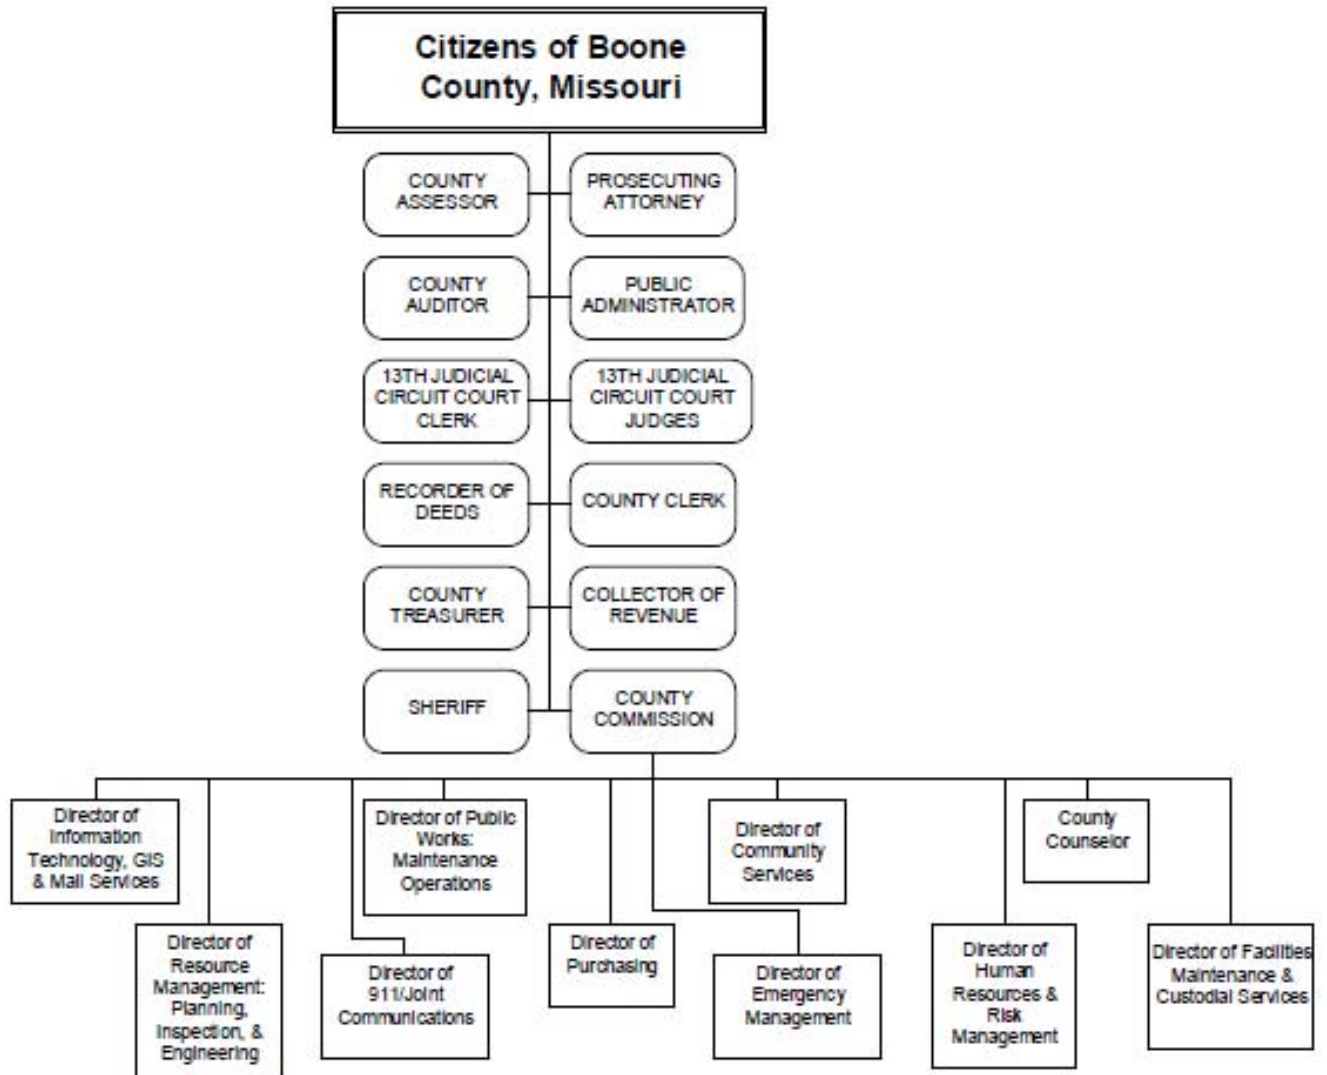 Citizens of Boone
County, Missouri
COUNTY
ASSESSOR
PROSECUTING
ATTORNEY
COUNTY
AUDITOR
PUBLIC
ADMINISTRATOR
13TH JUDICIAL
CIRCUIT COURT
CLERK
13TH JUDICIAL
CIRCUIT COURT
JUDGES
RECORDER OF
DEEDS
COUNTY CLERK
COUNTY
TREASURER
COLLECTOR OF
REVENUE
SHERIFF
COUNTY
COMMISSION
Director of
Information
Technology, GIS
& Mail Services
Director of Public
Works:
Maintenance
Operations
Director of
Community
Services
County
Counselor
Director of
Resource
Management:
Planning,
Inspection, &
Engineering
Director of
911/Joint
Communications
Director of
Purchasing
Director of
Emergency
Management
Director of
Human
Resources &
Risk
Management
Director of Facilities
Maintenance &
Custodial Services